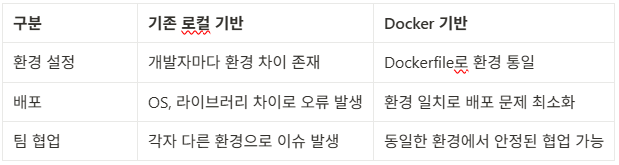 구분 기존 로컬 기반 Docker 기반
환경 설정 개발자마다 환경 차이 존재 Dockerfile로 환경 통일
배포 OS, 라이브러리 차이로 오류 발생 환경 일치로 배포 문제 최소화
팀 협업 각자 다른 환경으로 이슈 발생 동일한 환경에서 안정된 협업 가능